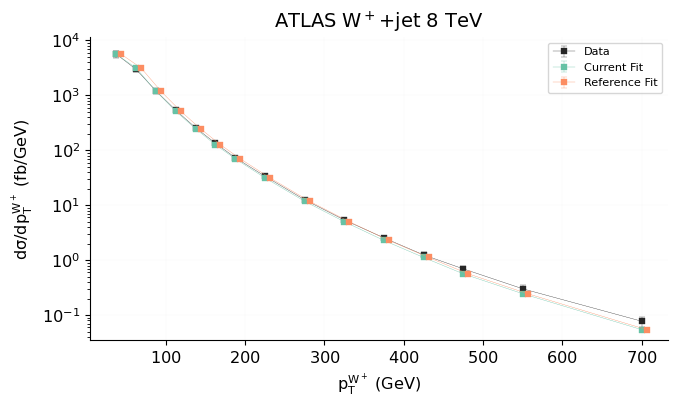 ATLAS W⁺+jet 8 TeV
dσ/dp_T^{W⁺} (fb/GeV)
10⁴
10³
10²
10¹
10⁰
10⁻¹
Data
Current Fit
Reference Fit
100 200 300 400 500 600 700
p_T^{W⁺} (GeV)